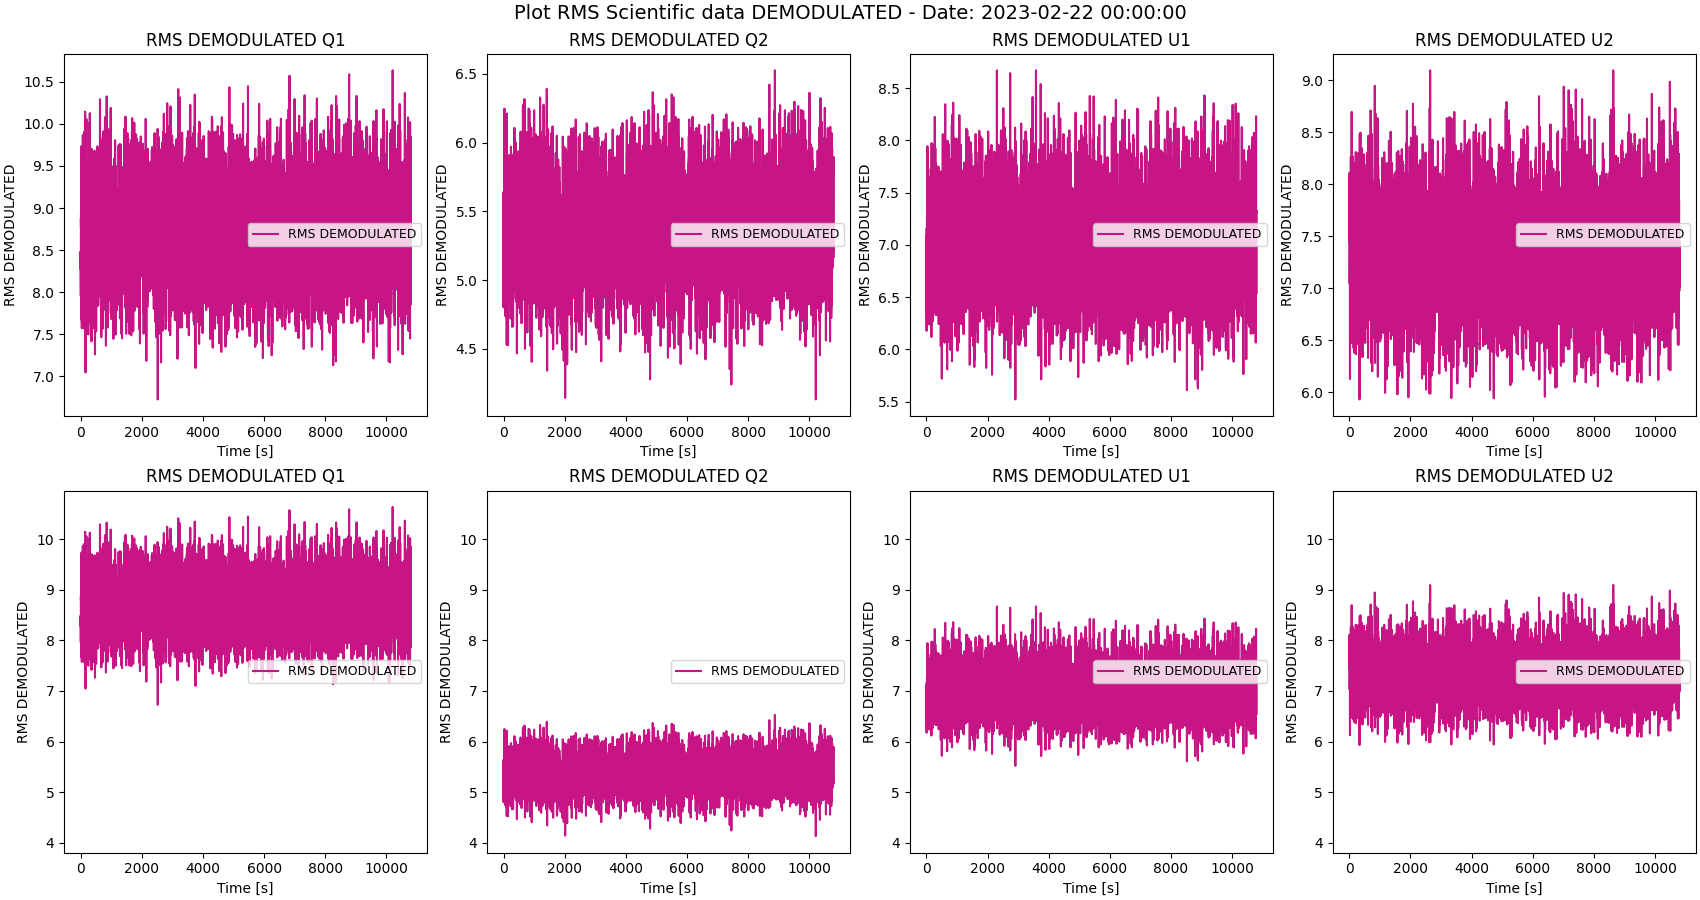 Plot RMS Scientific data DEMODULATED - Date: 2023-02-22 00:00:00
RMS DEMODULATED Q1
RMS DEMODULATED
10.5
10.0
9.5
9.0
8.5
8.0
7.5
7.0
RMS DEMODULATED
0 2000 4000 6000 8000 10000
Time [s]
RMS DEMODULATED Q2
RMS DEMODULATED
6.5
6.0
5.5
5.0
4.5
RMS DEMODULATED
0 2000 4000 6000 8000 10000
Time [s]
RMS DEMODULATED U1
RMS DEMODULATED
8.5
8.0
7.5
7.0
6.5
6.0
5.5
RMS DEMODULATED
0 2000 4000 6000 8000 10000
Time [s]
RMS DEMODULATED U2
RMS DEMODULATED
9.0
8.5
8.0
7.5
7.0
6.5
6.0
RMS DEMODULATED
0 2000 4000 6000 8000 10000
Time [s]
RMS DEMODULATED Q1
RMS DEMODULATED
10
9
8
7
6
5
4
RMS DEMODULATED
0 2000 4000 6000 8000 10000
Time [s]
RMS DEMODULATED Q2
RMS DEMODULATED
10
9
8
7
6
5
4
RMS DEMODULATED
0 2000 4000 6000 8000 10000
Time [s]
RMS DEMODULATED U1
RMS DEMODULATED
10
9
8
7
6
5
4
RMS DEMODULATED
0 2000 4000 6000 8000 10000
Time [s]
RMS DEMODULATED U2
RMS DEMODULATED
10
9
8
7
6
5
4
RMS DEMODULATED
0 2000 4000 6000 8000 10000
Time [s]